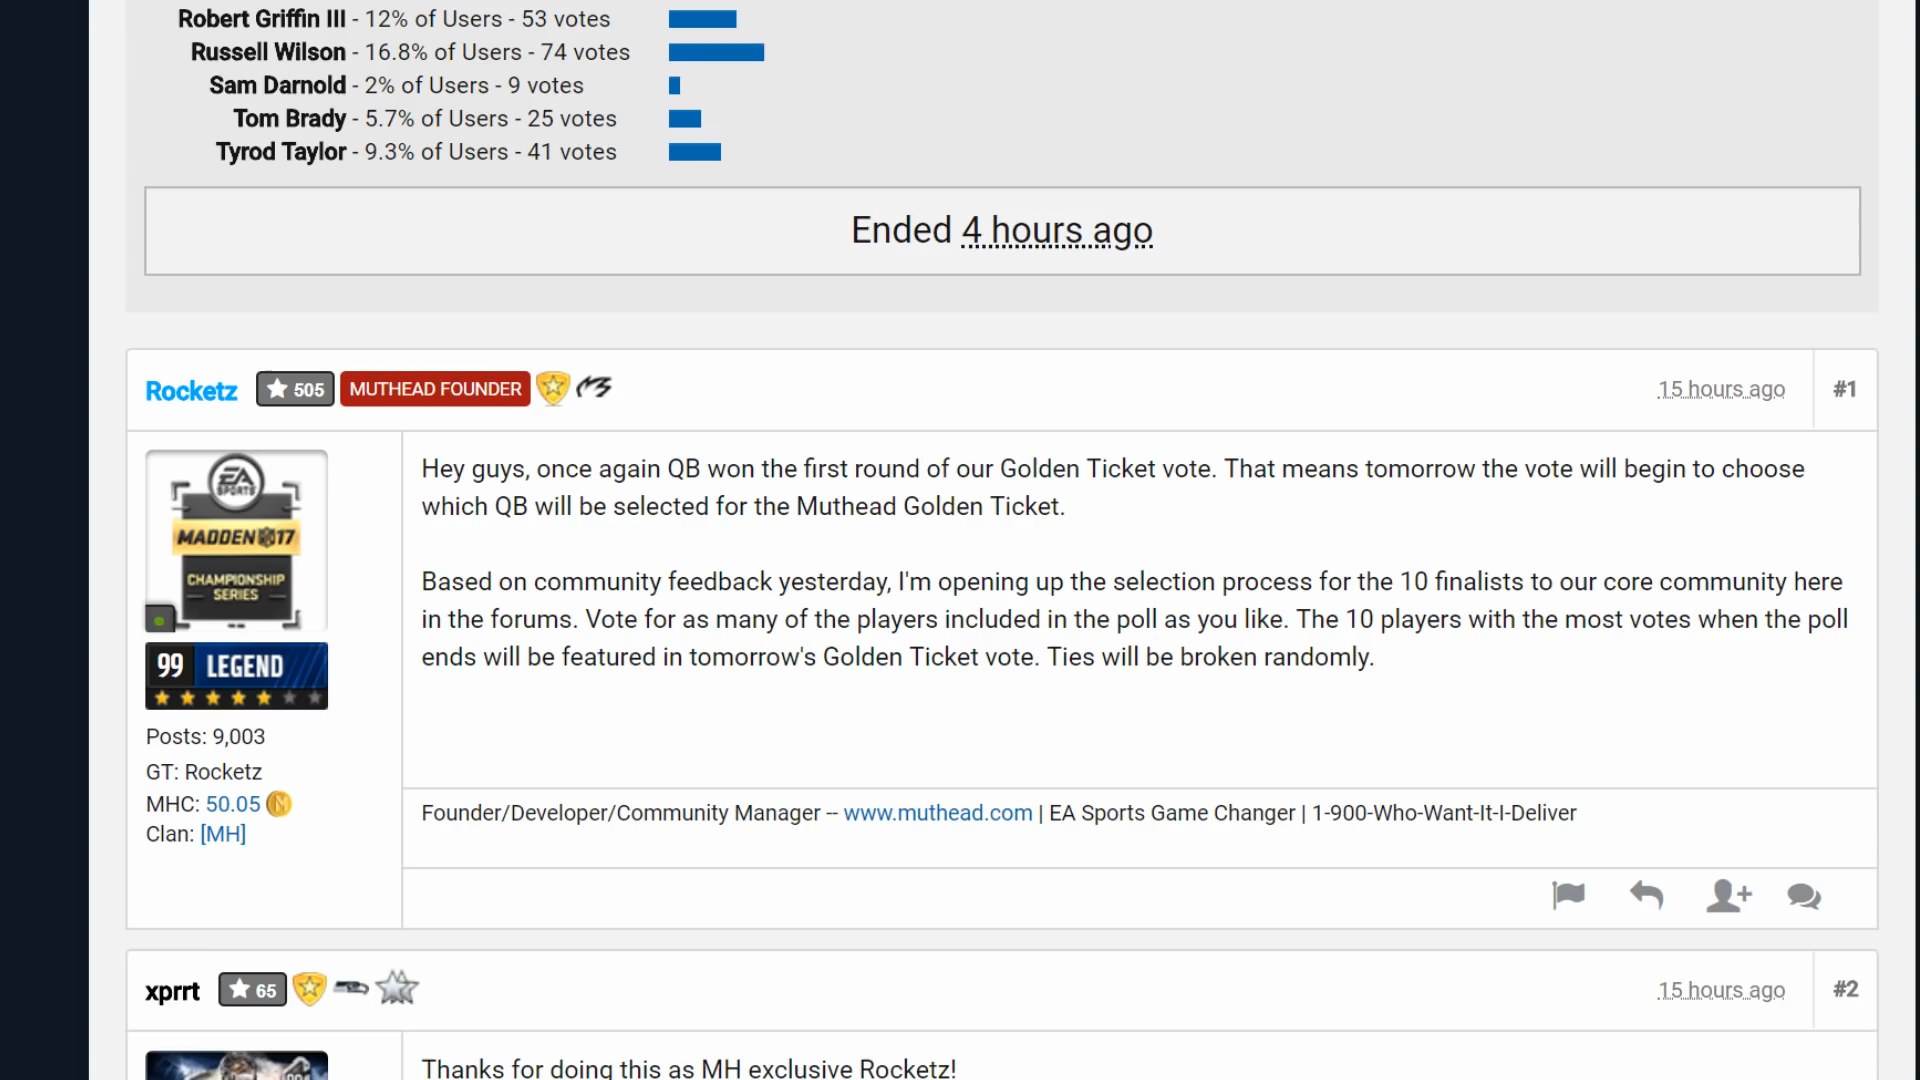 Robert Griffin III - 12% of Users - 53 votes
Russell Wilson - 16.8% of Users - 74 votes
Sam Darnold - 2% of Users - 9 votes
Tom Brady - 5.7% of Users - 25 votes
Tyrod Taylor - 9.3% of Users - 41 votes
Ended 4 hours ago
Rocketz 505 MUTHEAD FOUNDER 15 hours ago #1
EA
SPORTS
MADDEN NFL 17
CHAMPIONSHIP
SERIES
99 LEGEND
Posts: 9,003
GT: Rocketz
MHC: 50.05
Clan: [MH]
Hey guys, once again QB won the first round of our Golden Ticket vote. That means tomorrow the vote will begin to choose
which QB will be selected for the Muthead Golden Ticket.
Based on community feedback yesterday, I'm opening up the selection process for the 10 finalists to our core community here
in the forums. Vote for as many of the players included in the poll as you like. The 10 players with the most votes when the poll
ends will be featured in tomorrow's Golden Ticket vote. Ties will be broken randomly.
Founder/Developer/Community Manager -- www.muthead.com | EA Sports Game Changer | 1-900-Who-Want-It-I-Deliver
xprrt 65 15 hours ago #2
Thanks for doing this as MH exclusive Rocketz!